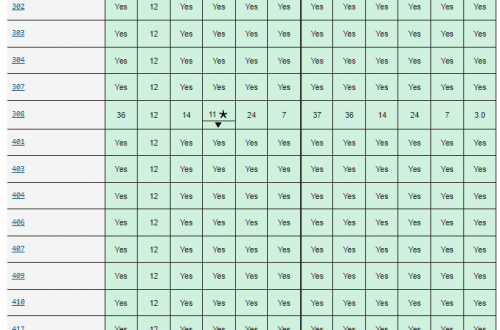 302 Yes 12 Yes Yes Yes Yes Yes Yes Yes Yes Yes Yes
303 Yes 12 Yes Yes Yes Yes Yes Yes Yes Yes Yes Yes
304 Yes 12 Yes Yes Yes Yes Yes Yes Yes Yes Yes Yes
307 Yes 12 Yes Yes Yes Yes Yes Yes Yes Yes Yes Yes
308 36 12 14 11 ★ 24 7 37 36 14 24 7 3.0
▼
401 Yes 12 Yes Yes Yes Yes Yes Yes Yes Yes Yes Yes
403 Yes 12 Yes Yes Yes Yes Yes Yes Yes Yes Yes Yes
404 Yes 12 Yes Yes Yes Yes Yes Yes Yes Yes Yes Yes
406 Yes 12 Yes Yes Yes Yes Yes Yes Yes Yes Yes Yes
407 Yes 12 Yes Yes Yes Yes Yes Yes Yes Yes Yes Yes
409 Yes 12 Yes Yes Yes Yes Yes Yes Yes Yes Yes Yes
410 Yes 12 Yes Yes Yes Yes Yes Yes Yes Yes Yes Yes
412 Yes 12 Yes Yes Yes Yes Yes Yes Yes Yes Yes Yes